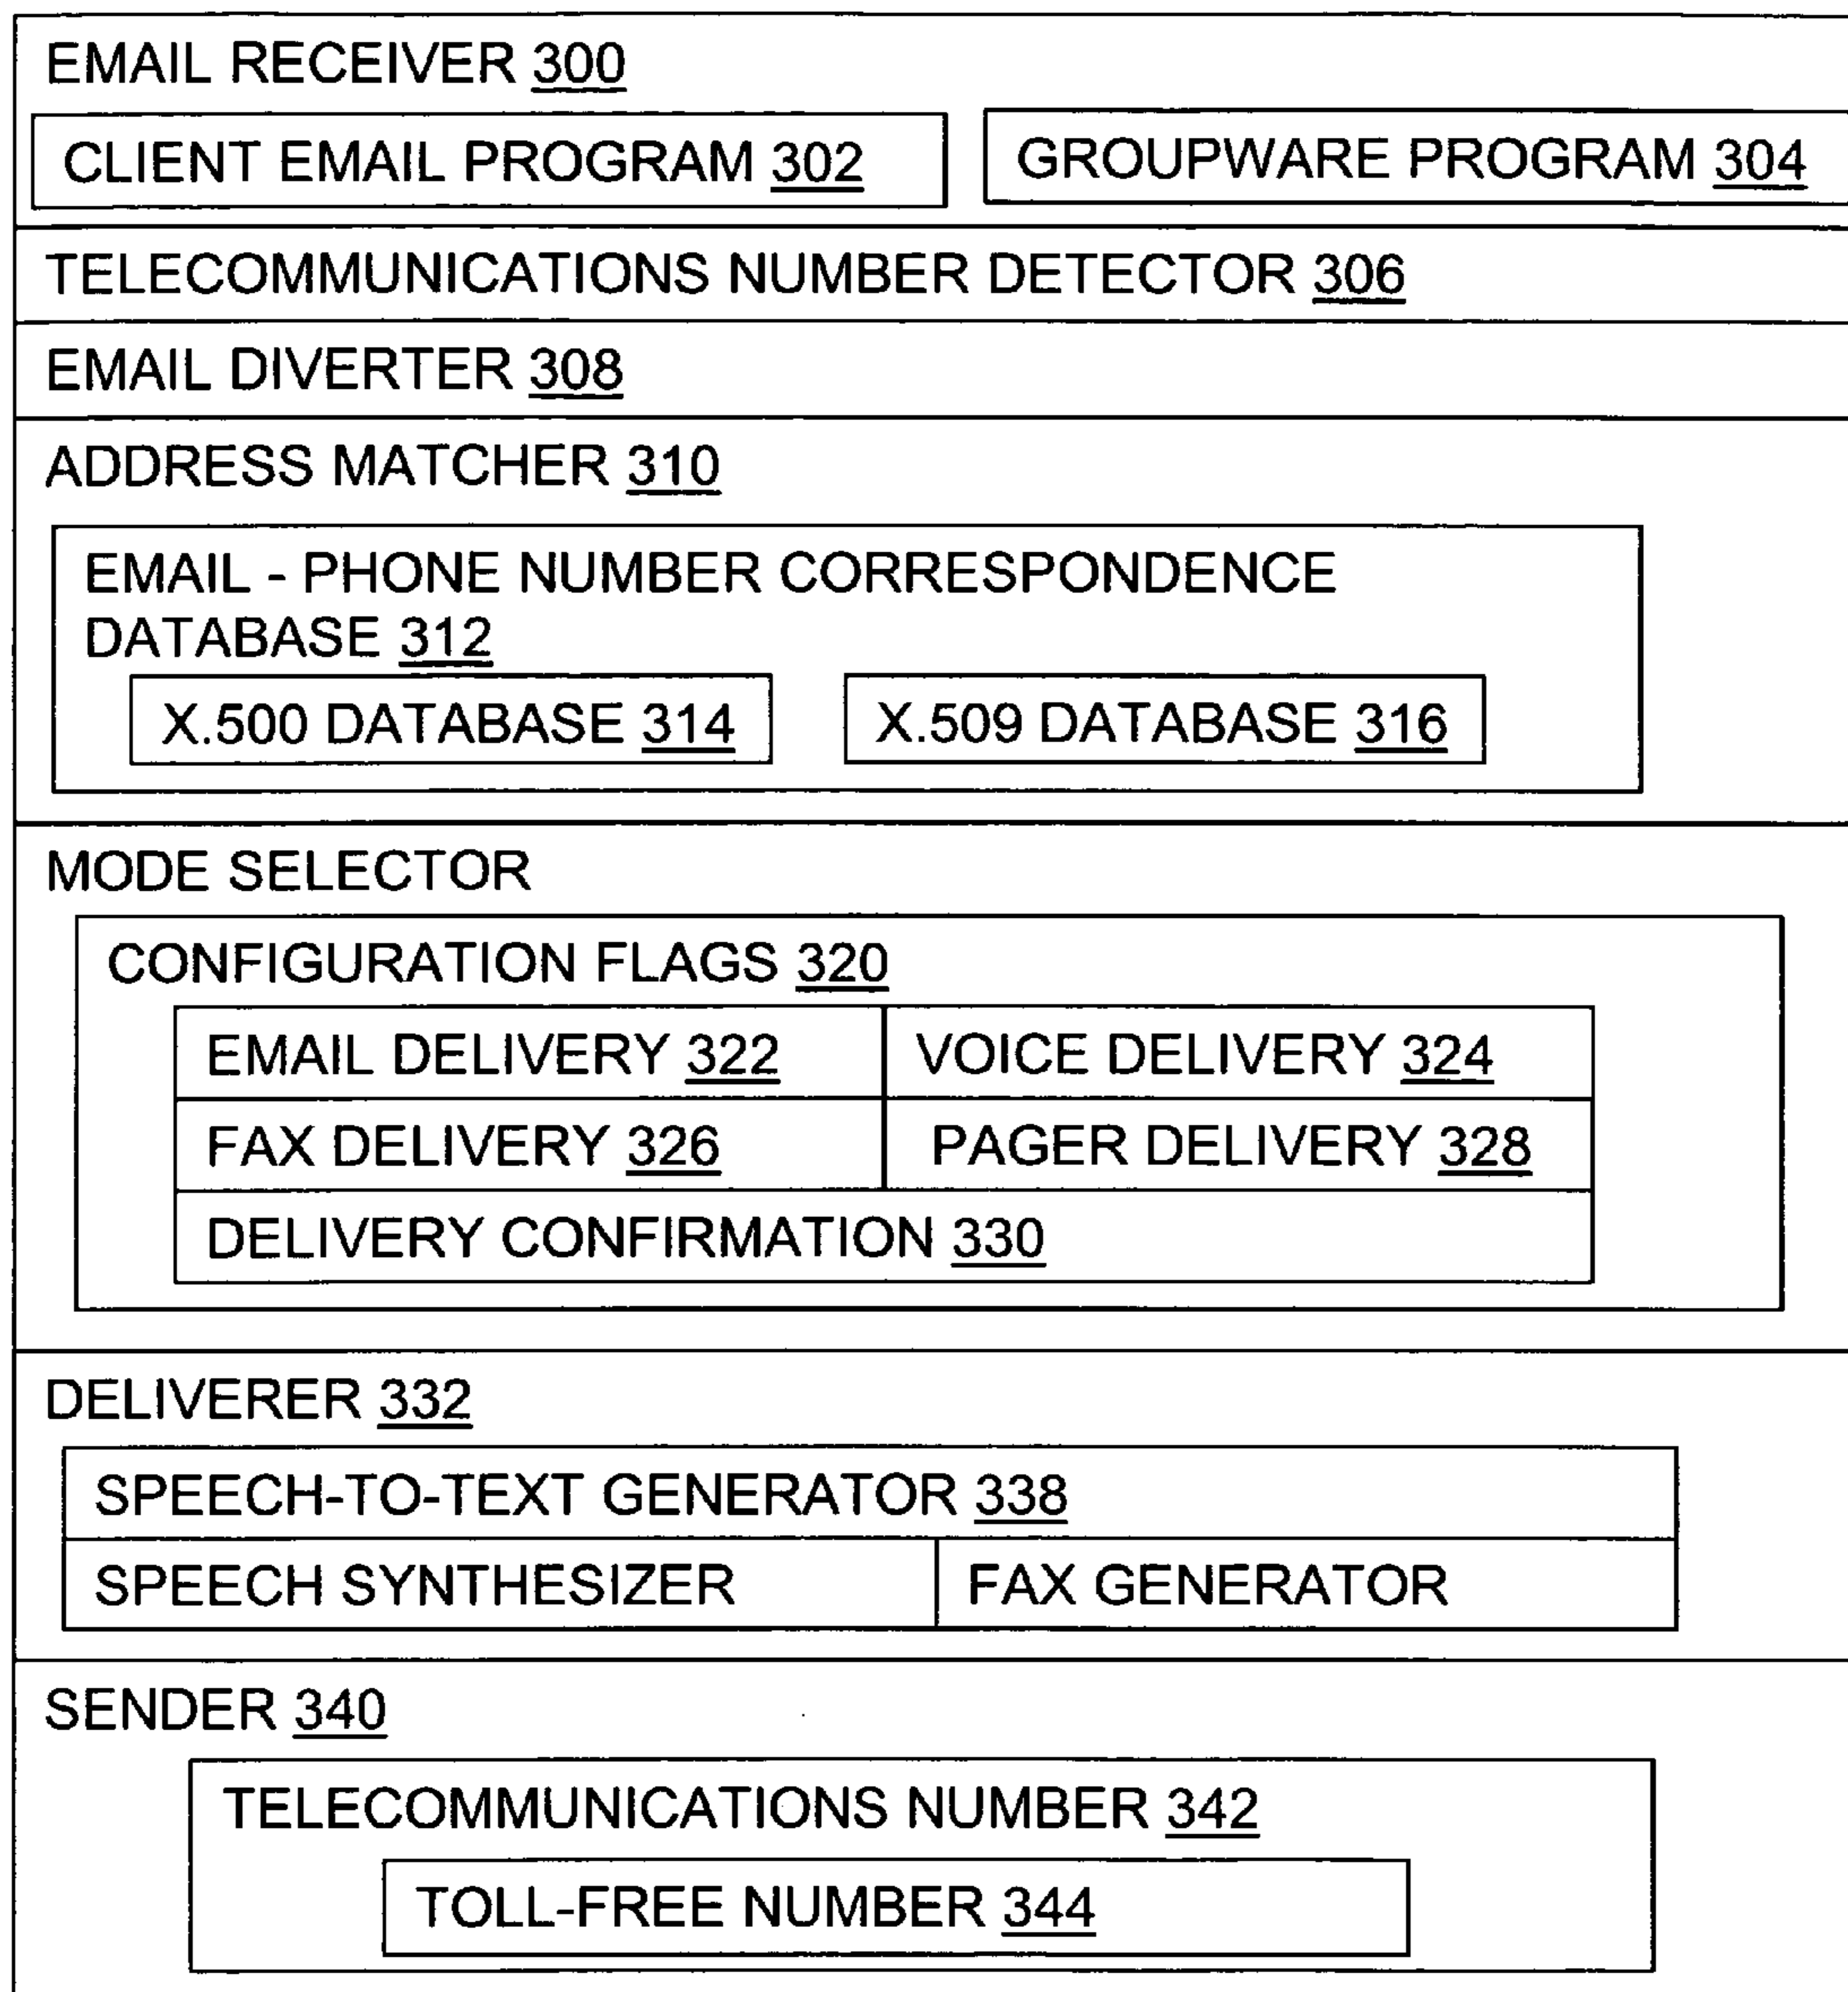 EMAIL RECEIVER 300
CLIENT EMAIL PROGRAM 302
GROUPWARE PROGRAM 304
TELECOMMUNICATIONS NUMBER DETECTOR 306
EMAIL DIVERTER 308
ADDRESS MATCHER 310
EMAIL - PHONE NUMBER CORRESPONDENCE
DATABASE 312
X.500 DATABASE 314
X.509 DATABASE 316
MODE SELECTOR
CONFIGURATION FLAGS 320
EMAIL DELIVERY 322
VOICE DELIVERY 324
FAX DELIVERY 326
PAGER DELIVERY 328
DELIVERY CONFIRMATION 330
DELIVERER 332
SPEECH-TO-TEXT GENERATOR 338
SPEECH SYNTHESIZER
FAX GENERATOR
SENDER 340
TELECOMMUNICATIONS NUMBER 342
TOLL-FREE NUMBER 344